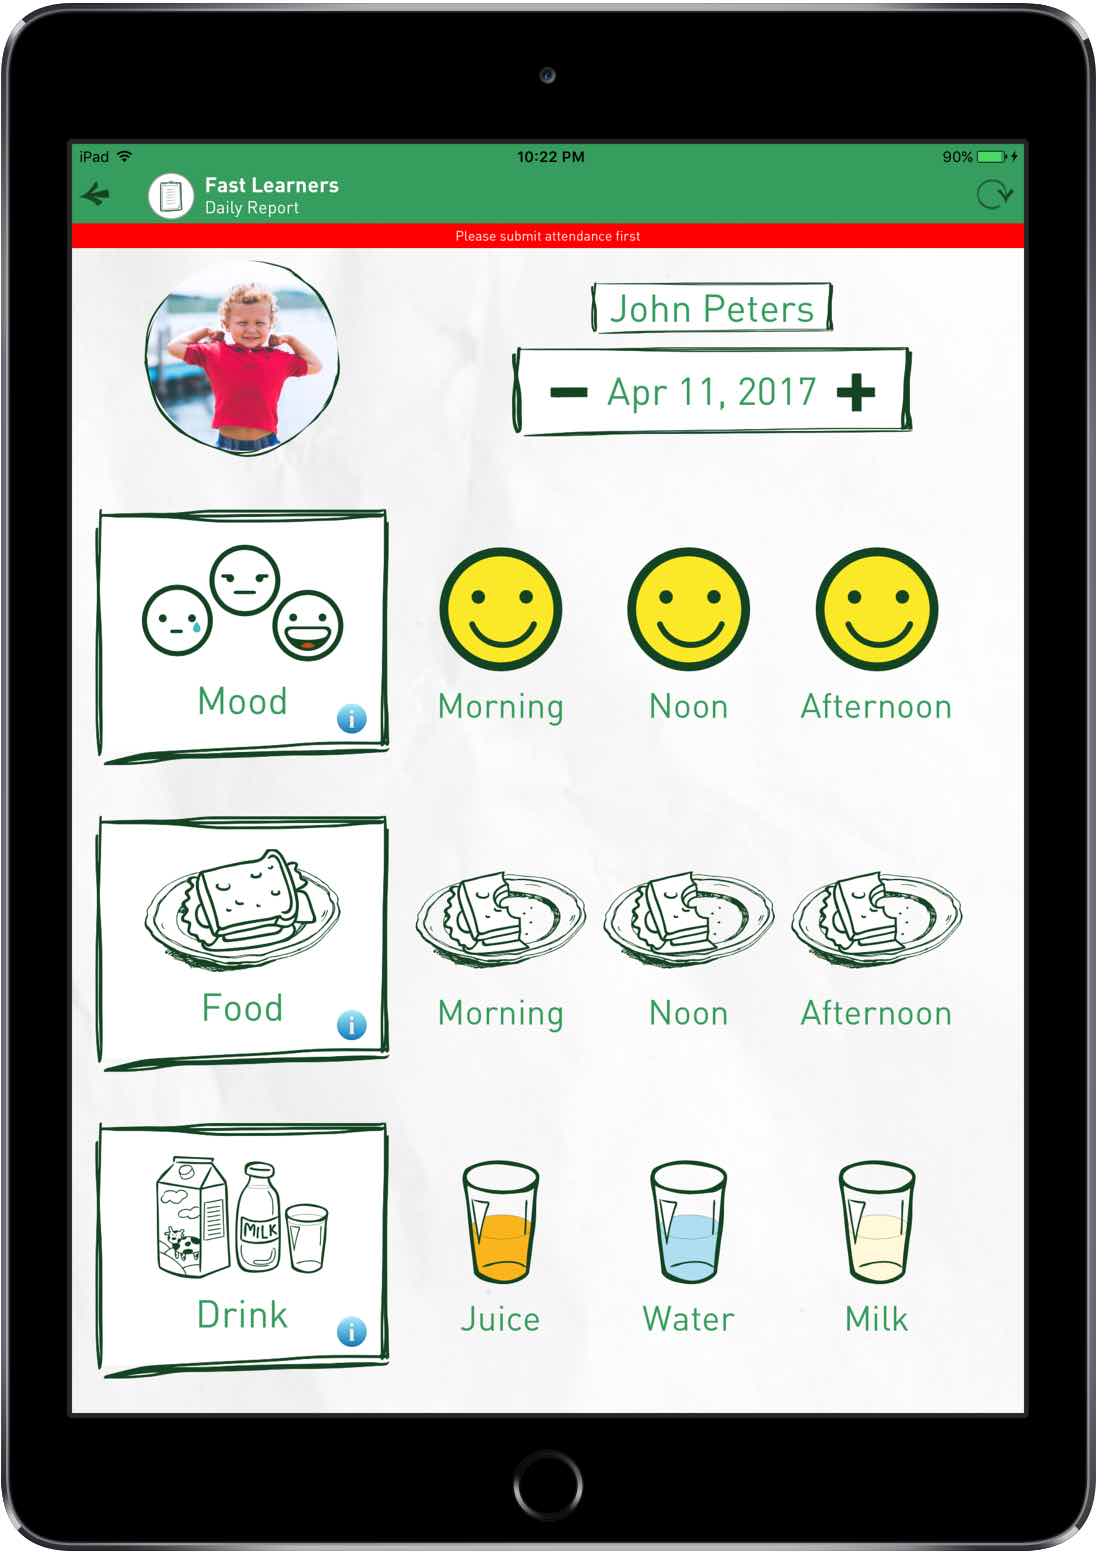 iPad 10:22 PM 90%
Fast Learners
Daily Report
Please submit attendance first
John Peters
Apr 11, 2017
Mood
Morning Noon Afternoon
Food
Morning Noon Afternoon
MILK
Drink
Juice Water Milk